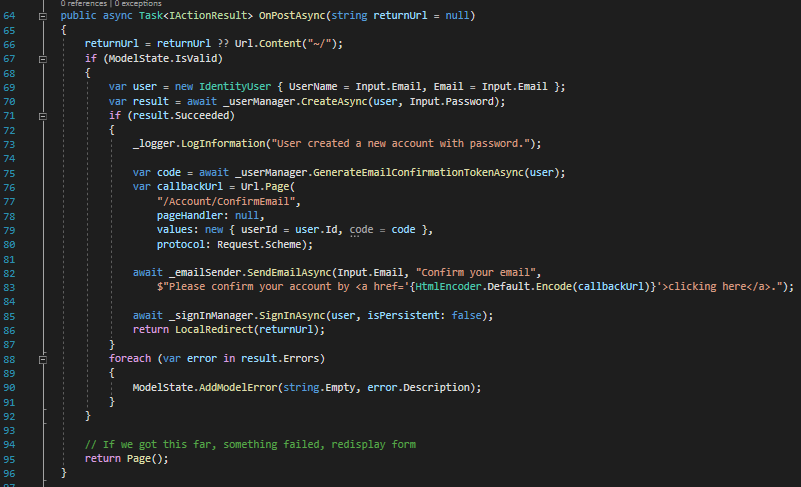 0 references | 0 exceptions
64 public async Task<IActionResult> OnPostAsync(string returnUrl = null)
65 {
66 returnUrl = returnUrl ?? Url.Content("~/");
67 if (ModelState.IsValid)
68 {
69 var user = new IdentityUser { UserName = Input.Email, Email = Input.Email };
70 var result = await _userManager.CreateAsync(user, Input.Password);
71 if (result.Succeeded)
72 {
73 _logger.LogInformation("User created a new account with password.");
74
75 var code = await _userManager.GenerateEmailConfirmationTokenAsync(user);
76 var callbackUrl = Url.Page(
77 "/Account/ConfirmEmail",
78 pageHandler: null,
79 values: new { userId = user.Id, code = code },
80 protocol: Request.Scheme);
81
82 await _emailSender.SendEmailAsync(Input.Email, "Confirm your email",
83 $"Please confirm your account by <a href='{HtmlEncoder.Default.Encode(callbackUrl)}'>clicking here</a>.");
84
85 await _signInManager.SignInAsync(user, isPersistent: false);
86 return LocalRedirect(returnUrl);
87 }
88 foreach (var error in result.Errors)
89 {
90 ModelState.AddModelError(string.Empty, error.Description);
91 }
92 }
93
94 // If we got this far, something failed, redisplay form
95 return Page();
96 }
97